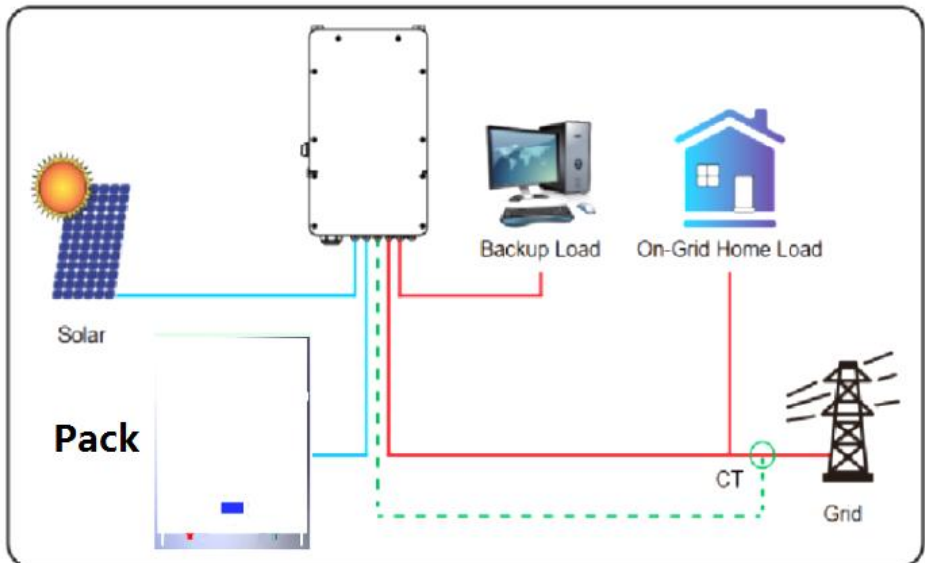 Backup Load
On-Grid Home Load
Solar
Pack
CT
Grid